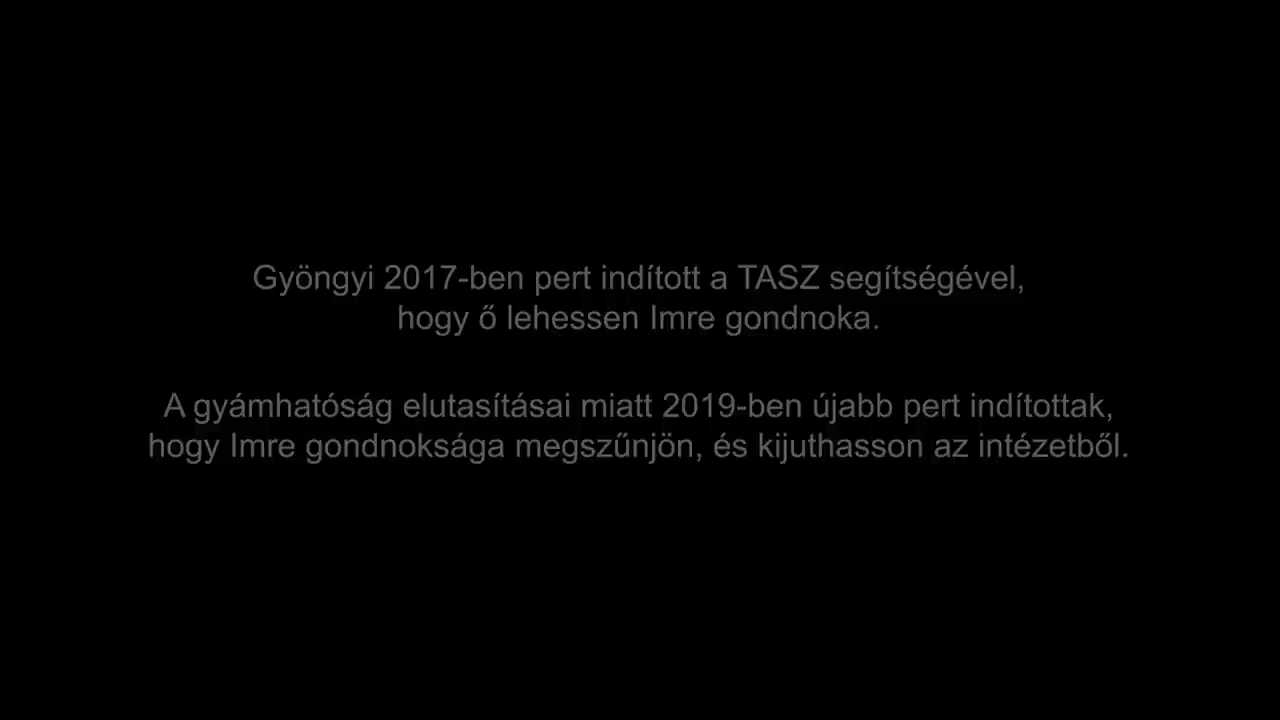 Gyöngyi 2017-ben pert indított a TASZ segítségével,
hogy ő lehessen Imre gondnoka.
A gyámhatóság elutasításai miatt 2019-ben újabb pert indítottak,
hogy Imre gondnoksága megszűnjön, és kijuthasson az intézetből.